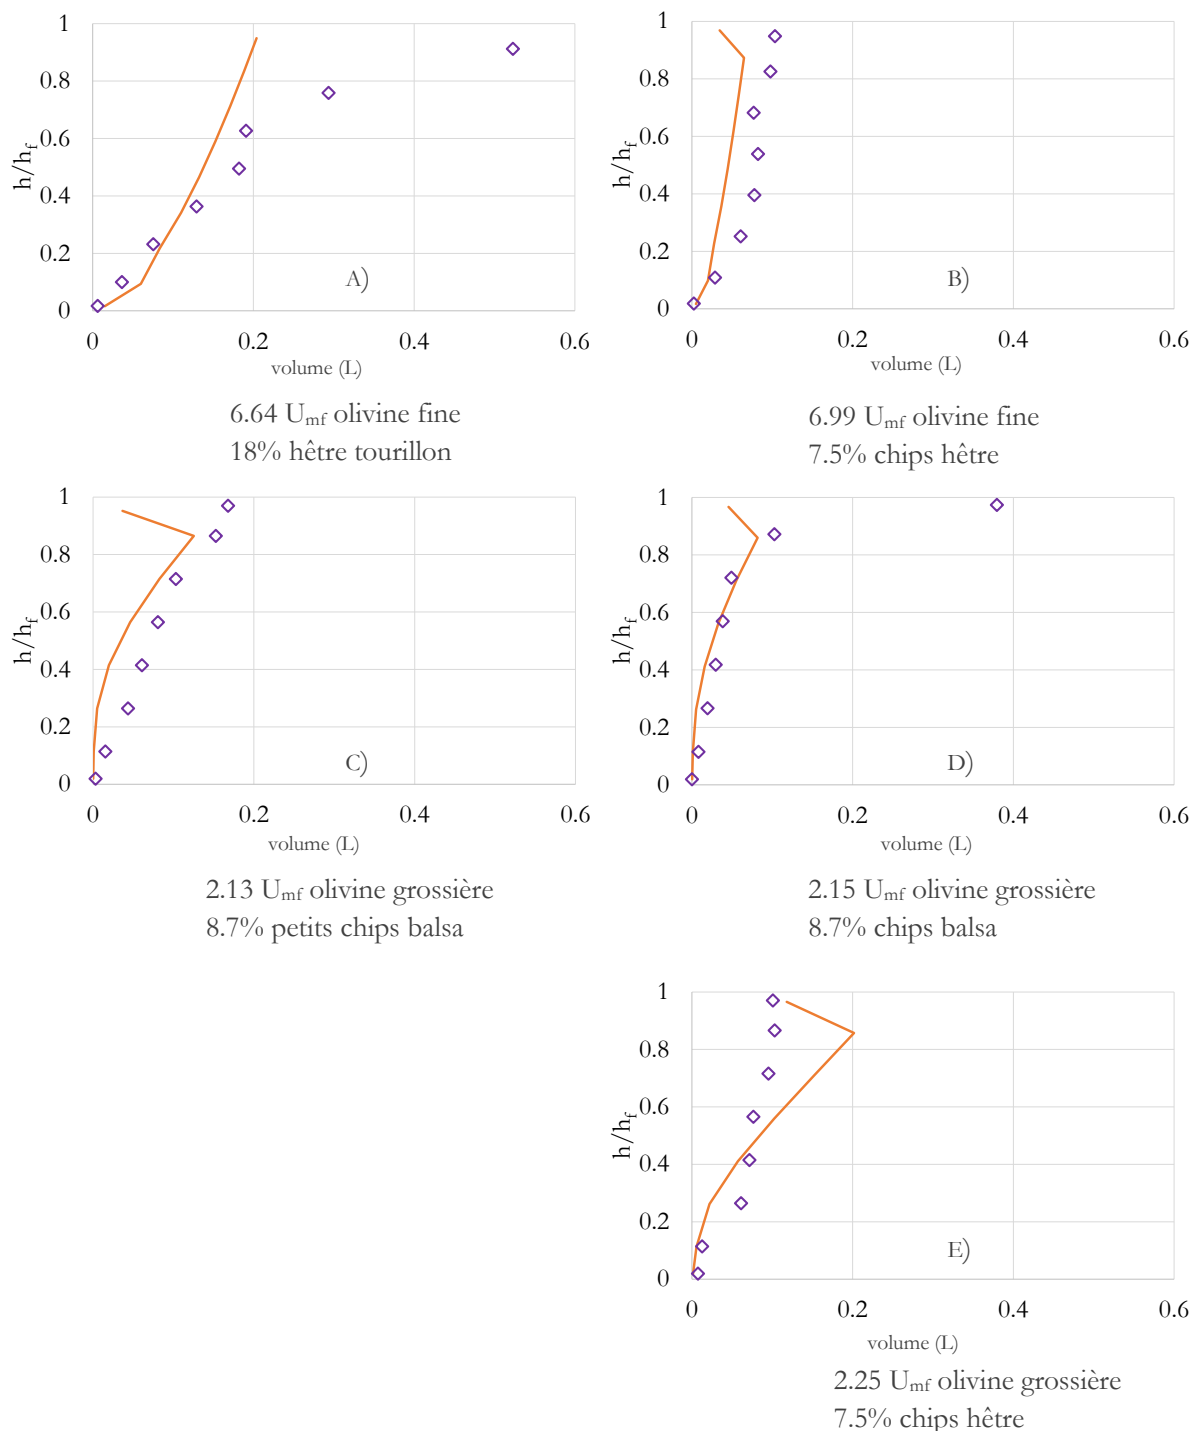 1
0.8
0.6
0.4
0.2
0
h/hf
0 0.2 0.4 0.6
volume (L)
A)
6.64 Umf olivine fine
18% hêtre tourillon
1
0.8
0.6
0.4
0.2
0
h/hf
0 0.2 0.4 0.6
volume (L)
B)
6.99 Umf olivine fine
7.5% chips hêtre
1
0.8
0.6
0.4
0.2
0
h/hf
0 0.2 0.4 0.6
volume (L)
C)
2.13 Umf olivine grossière
8.7% petits chips balsa
1
0.8
0.6
0.4
0.2
0
h/hf
0 0.2 0.4 0.6
volume (L)
D)
2.15 Umf olivine grossière
8.7% chips balsa
1
0.8
0.6
0.4
0.2
0
h/hf
0 0.2 0.4 0.6
volume (L)
E)
2.25 Umf olivine grossière
7.5% chips hêtre